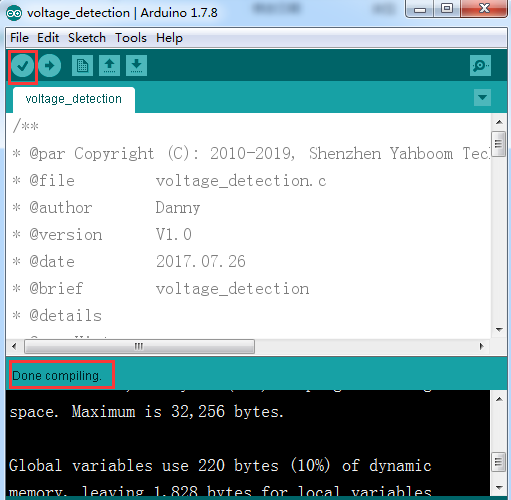 voltage_detection | Arduino 1.7.8
File Edit Sketch Tools Help
voltage_detection
/**
* @par Copyright (C): 2010-2019, Shenzhen Yahboom Tec
* @file voltage_detection.c
* @author Danny
* @version V1.0
* @date 2017.07.26
* @brief voltage_detection
* @details
Done compiling.
space. Maximum is 32,256 bytes.
Global variables use 220 bytes (10%) of dynamic
memory, leaving 1,828 bytes for local variables